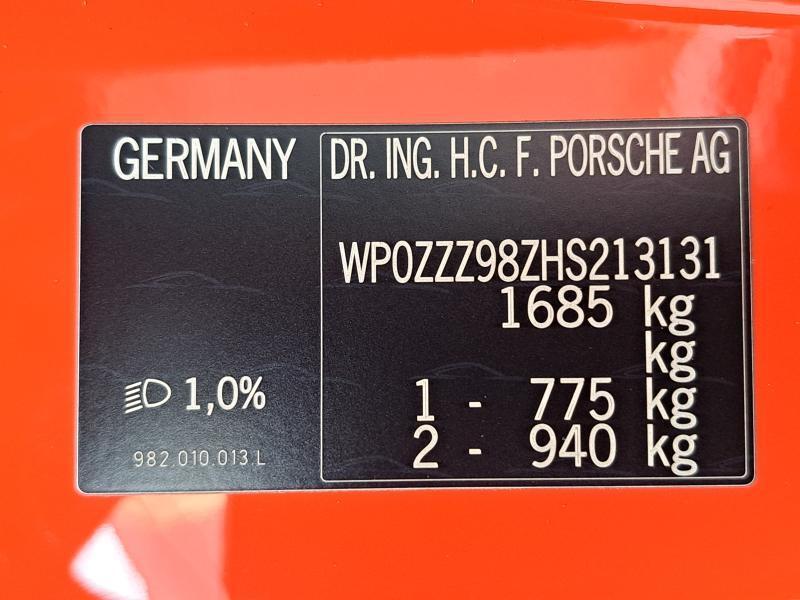 GERMANY
1,0%
982.010.013.L
DR. ING. H.C. F. PORSCHE AG
WP0ZZZ98ZHS213131
1685 kg
kg
1 - 775 kg
2 - 940 kg